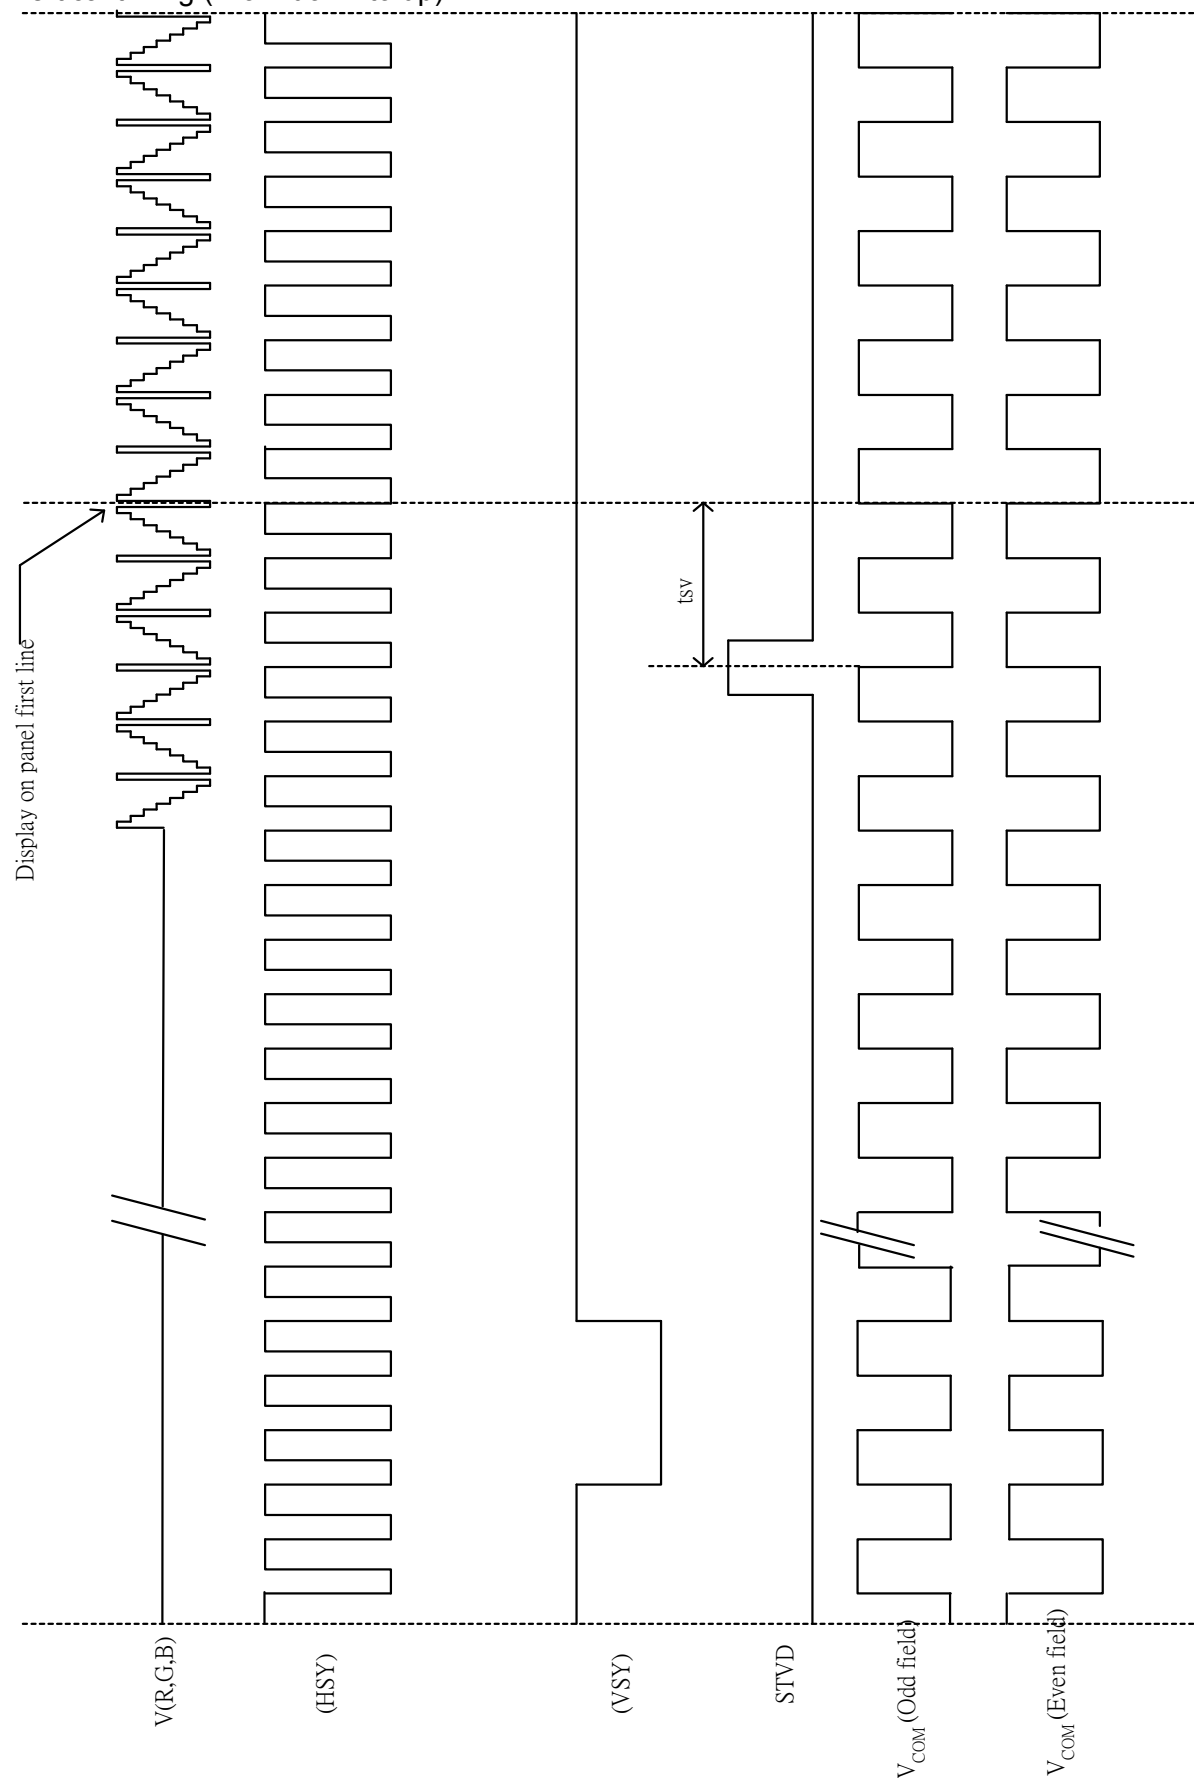 Display on panel first line
tsv
V(R,G,B)
(HSY)
(VSY)
STVD
VCOM (Odd field)
VCOM (Even field)